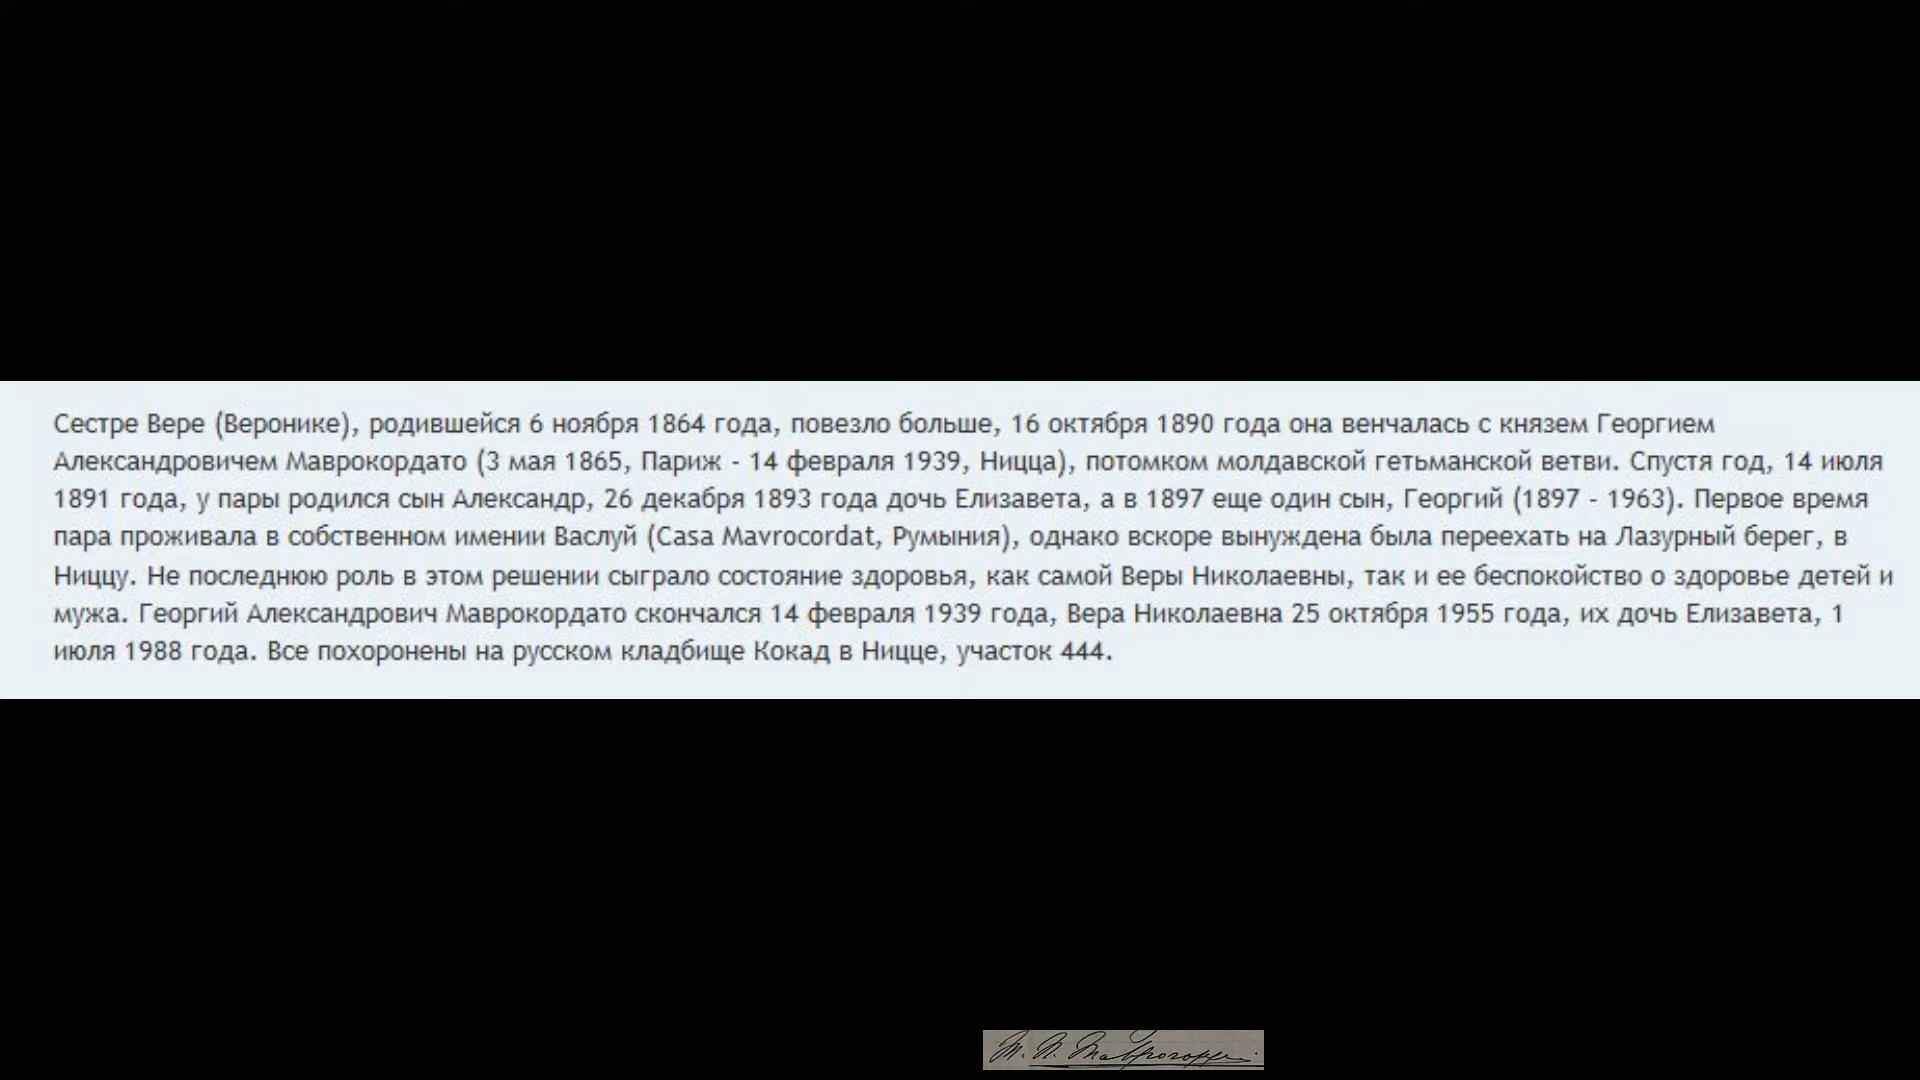 Сестре Вере (Веронике), родившейся 6 ноября 1864 года, повезло больше, 16 октября 1890 года она венчалась с князем Георгием
Александровичем Маврокордато (3 мая 1865, Париж - 14 февраля 1939, Ницца), потомком молдавской гетьманской ветви. Спустя год, 14 июля
1891 года, у пары родился сын Александр, 26 декабря 1893 года дочь Елизавета, а в 1897 еще один сын, Георгий (1897 - 1963). Первое время
пара проживала в собственном имении Васлуй (Casa Mavrocordat, Румыния), однако вскоре вынуждена была переехать на Лазурный берег, в
Ниццу. Не последнюю роль в этом решении сыграло состояние здоровья, как самой Веры Николаевны, так и ее беспокойство о здоровье детей и
мужа. Георгий Александрович Маврокордато скончался 14 февраля 1939 года, Вера Николаевна 25 октября 1955 года, их дочь Елизавета, 1
июля 1988 года. Все похоронены на русском кладбище Кокад в Ницце, участок 444.